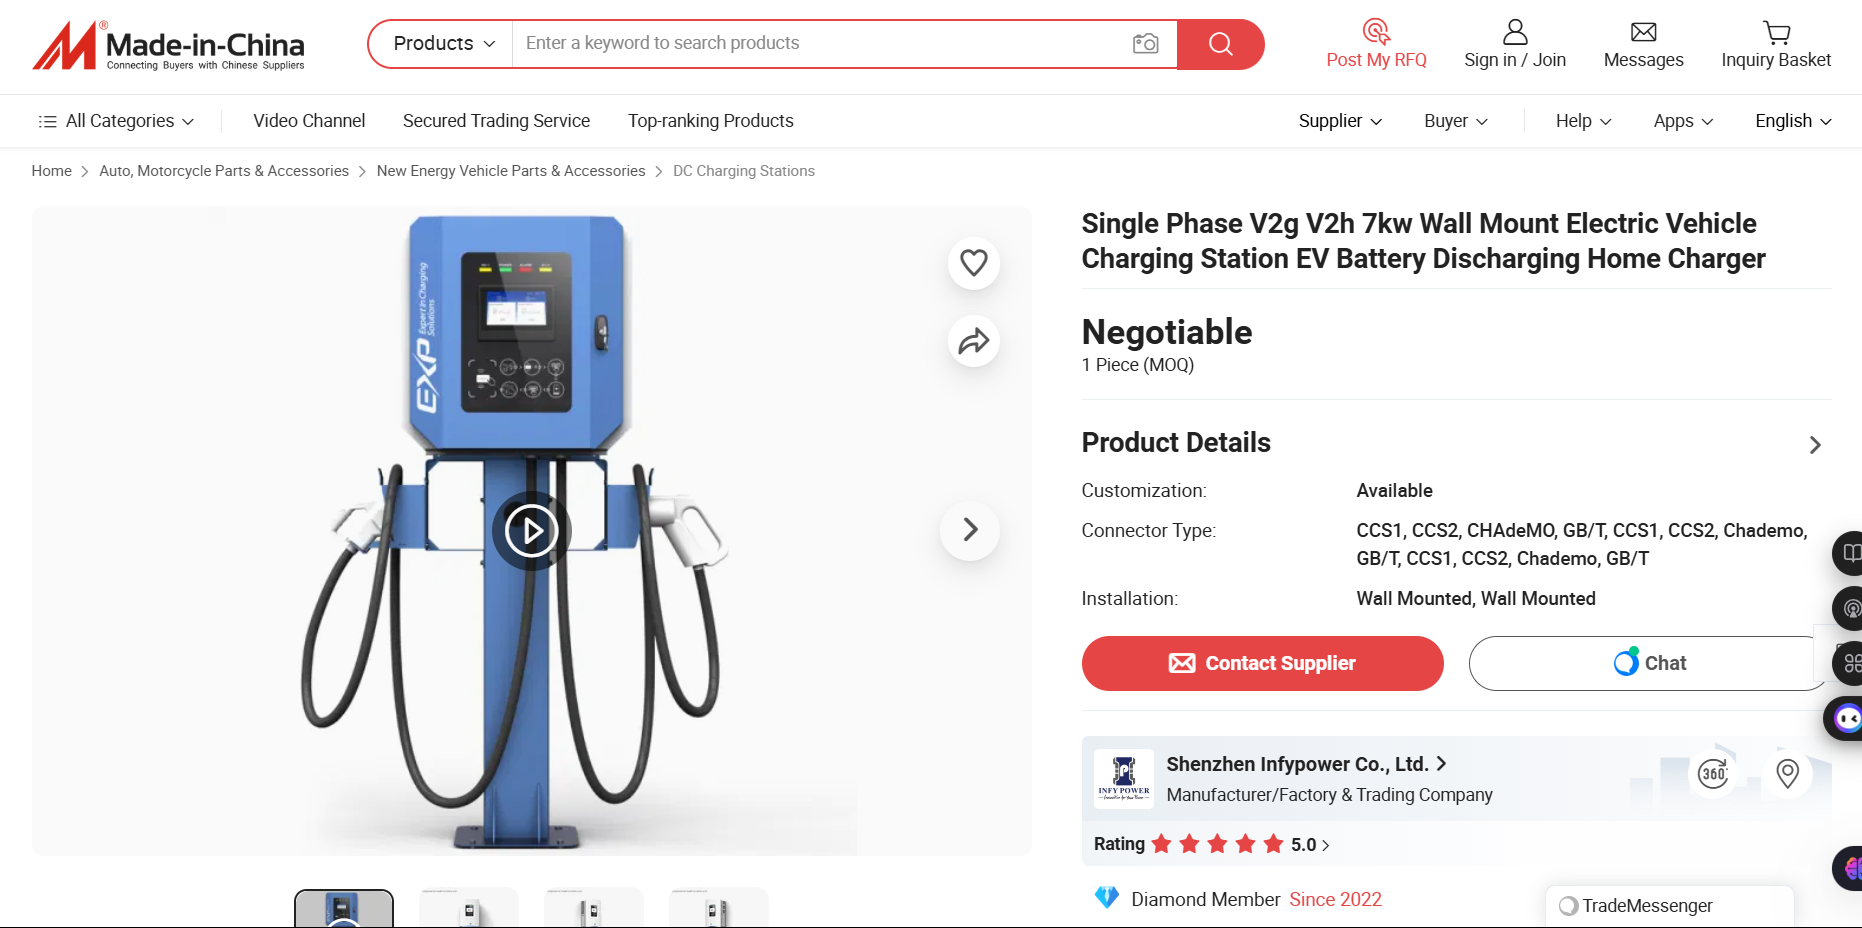 Made-in-China
®
Connecting Buyers with Chinese Suppliers
Products
Enter a keyword to search products
Post My RFQ
Sign in / Join
Messages
Inquiry Basket
All Categories
Video Channel
Secured Trading Service
Top-ranking Products
Supplier
Buyer
Help
Apps
English
Home
Auto, Motorcycle Parts & Accessories
New Energy Vehicle Parts & Accessories
DC Charging Stations
EXP
Expert in Charging
Solutions
Single Phase V2g V2h 7kw Wall Mount Electric Vehicle
Charging Station EV Battery Discharging Home Charger
Negotiable
1 Piece (MOQ)
Product Details
Customization:
Available
Connector Type:
CCS1, CCS2, CHAdeMO, GB/T, CCS1, CCS2, Chademo,
GB/T, CCS1, CCS2, Chademo, GB/T
Installation:
Wall Mounted, Wall Mounted
Contact Supplier
Chat
INFY POWER
Shenzhen Infypower Co., Ltd.
Manufacturer/Factory & Trading Company
360°
Rating
5.0
Diamond Member
Since 2022
TradeMessenger